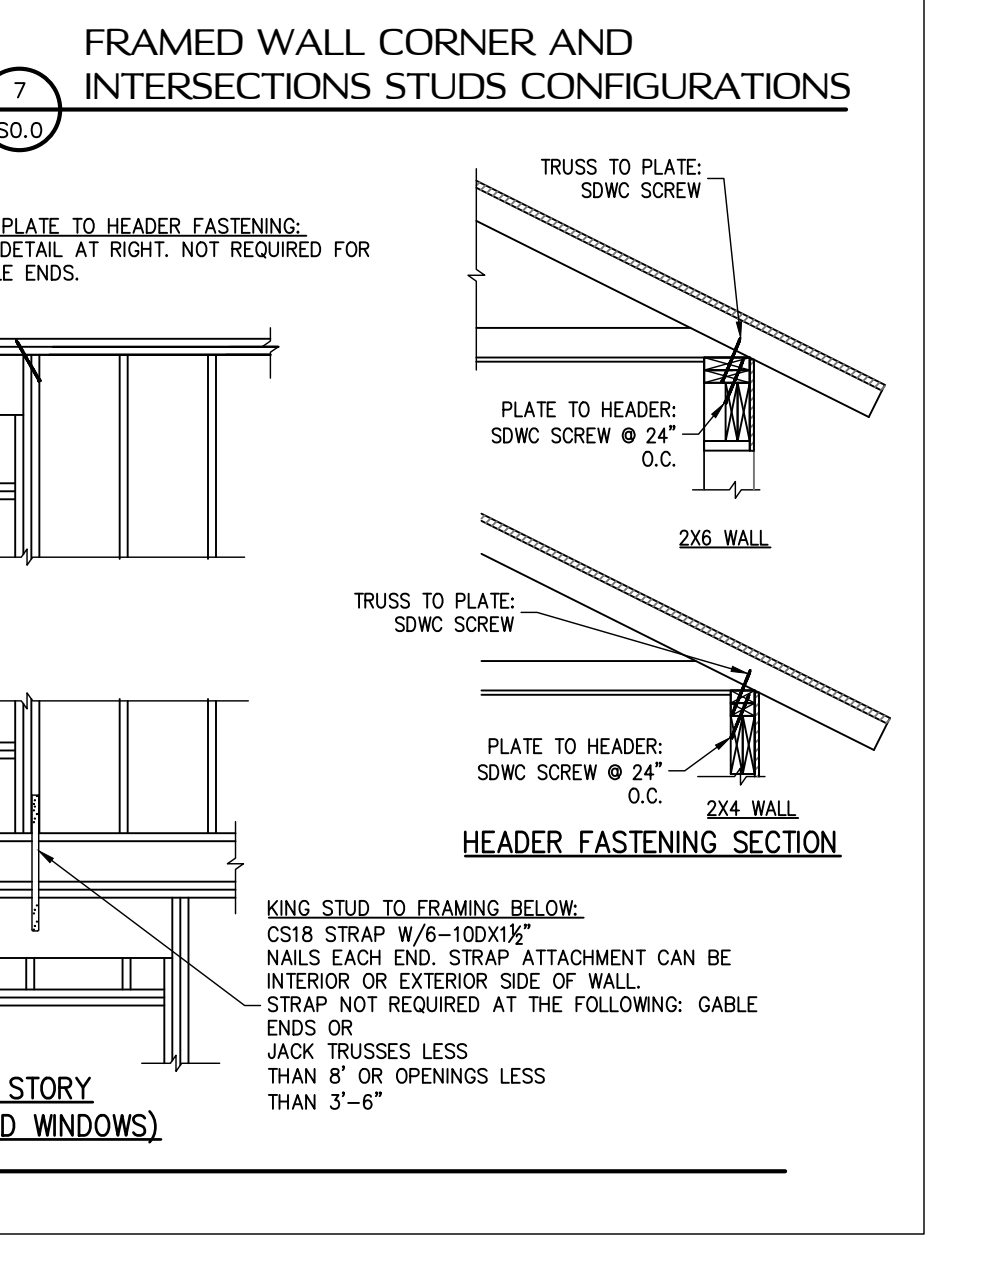 FRAMED WALL CORNER AND
INTERSECTIONS STUDS CONFIGURATIONS
7
S0.0
TRUSS TO PLATE:
SDWC SCREW
PLATE TO HEADER FASTENING:
DETAIL AT RIGHT. NOT REQUIRED FOR
ENDS.
PLATE TO HEADER:
SDWC SCREW @ 24"
O.C.
2X6 WALL
TRUSS TO PLATE:
SDWC SCREW
PLATE TO HEADER:
SDWC SCREW @ 24"
O.C.
2X4 WALL
HEADER FASTENING SECTION
KING STUD TO FRAMING BELOW:
CS18 STRAP W/6-10DX1½"
NAILS EACH END. STRAP ATTACHMENT CAN BE
INTERIOR OR EXTERIOR SIDE OF WALL.
STRAP NOT REQUIRED AT THE FOLLOWING: GABLE
ENDS OR
JACK TRUSSES LESS
THAN 8' OR OPENINGS LESS
THAN 3'-6"
STORY
WINDOWS)